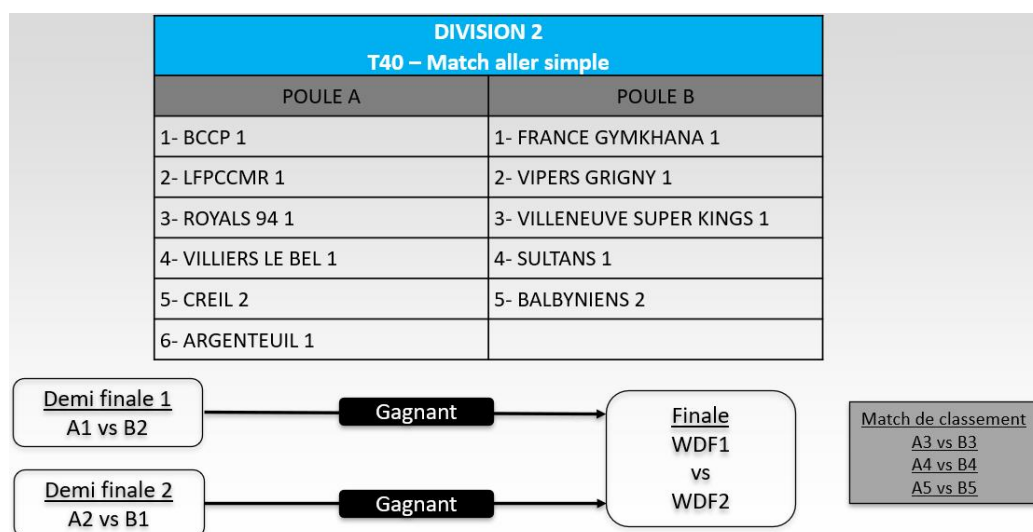 DIVISION 2
T40 – Match aller simple
POULE A
POULE B
1- BCCP 1
1- FRANCE GYMKHANA 1
2- LFPCCMR 1
2- VIPERS GRIGNY 1
3- ROYALS 94 1
3- VILLENEUVE SUPER KINGS 1
4- VILLIERS LE BEL 1
4- SULTANS 1
5- CREIL 2
5- BALBYNIENS 2
6- ARGENTEUIL 1
Demi finale 1
A1 vs B2
Gagnant
Demi finale 2
A2 vs B1
Gagnant
Finale
WDF1
vs
WDF2
Match de classement
A3 vs B3
A4 vs B4
A5 vs B5